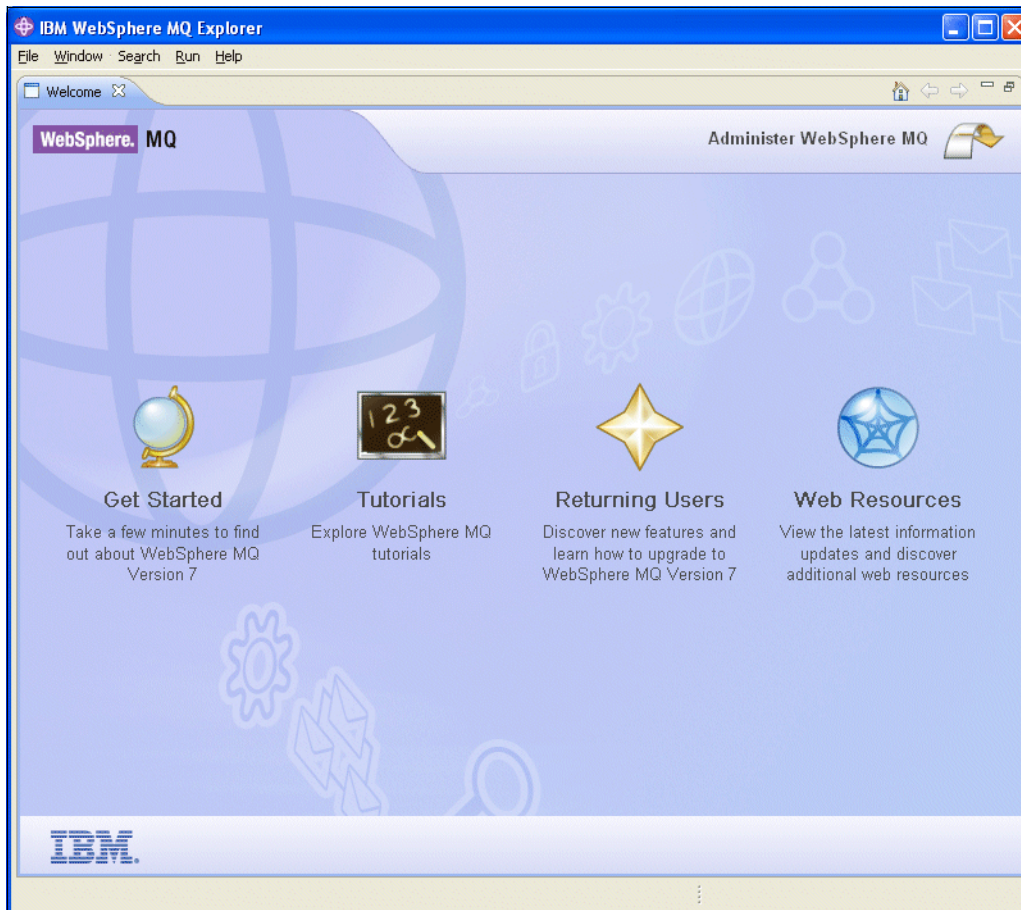 IBM WebSphere MQ Explorer
File Window Search Run Help
Welcome
WebSphere. MQ
Administer WebSphere MQ
1 2 3
Get Started
Take a few minutes to find
out about WebSphere MQ
Version 7
Tutorials
Explore WebSphere MQ
tutorials
Returning Users
Discover new features and
learn how to upgrade to
WebSphere MQ Version 7
Web Resources
View the latest information
updates and discover
additional web resources
IBM.